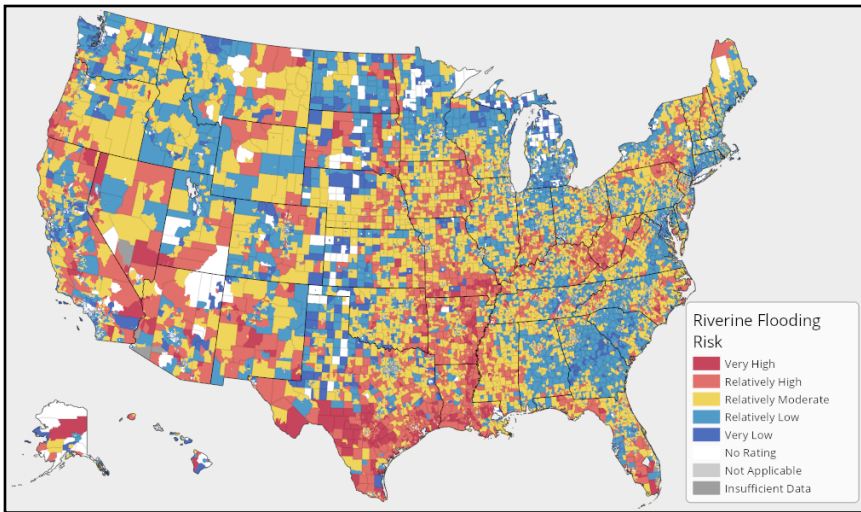 Riverine Flooding
Risk
Very High
Relatively High
Relatively Moderate
Relatively Low
Very Low
No Rating
Not Applicable
Insufficient Data